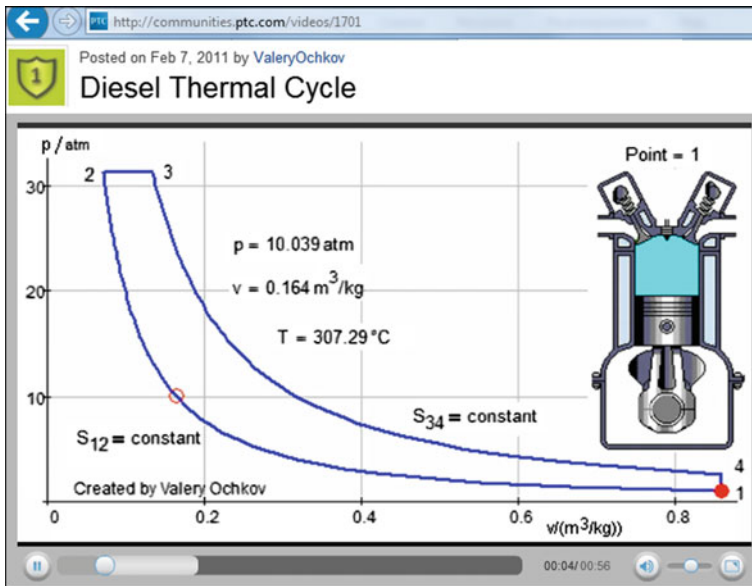 PTC http://communities.ptc.com/videos/1701
1
Posted on Feb 7, 2011 by ValeryOchkov
Diesel Thermal Cycle
p / atm
Point = 1
2
3
30
p = 10.039 atm
v = 0.164 m³/kg
20
T = 307.29 °C
10
S₃₄ = constant
S₁₂ = constant
4
Created by Valery Ochkov
1
0
0.2
0.4
0.6
0.8
v/(m³/kg))
00:04/00:56